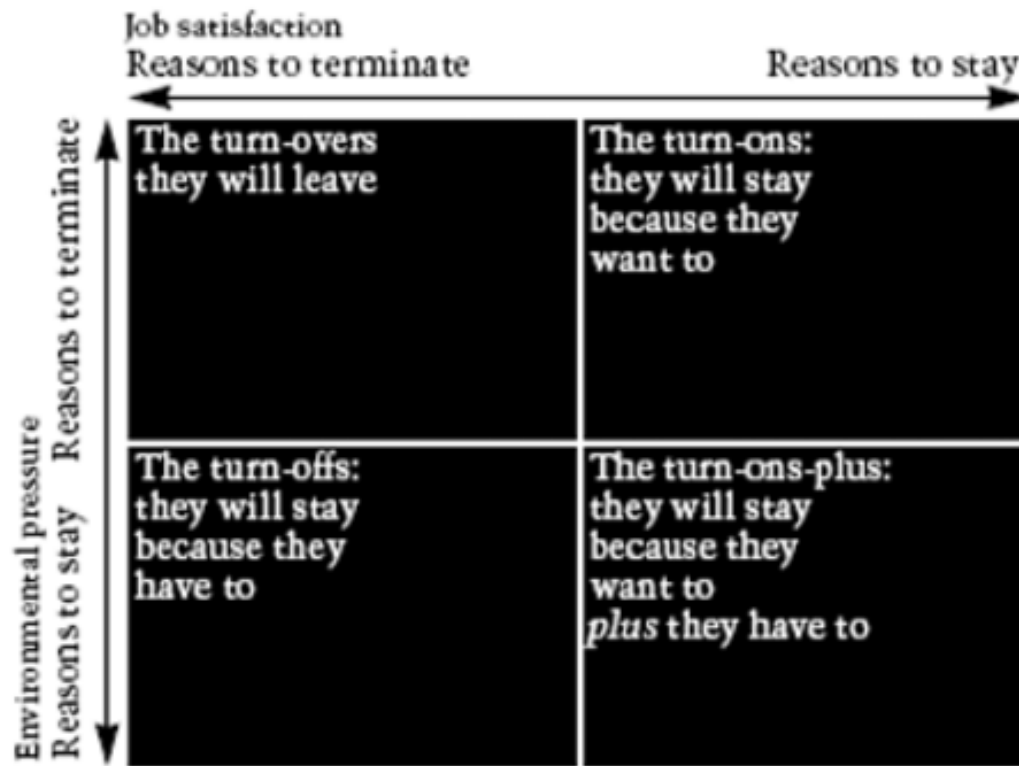 Job satisfaction
Reasons to terminate
Reasons to stay
Environmental pressure
Reasons to stay
Reasons to terminate
The turn-overs
they will leave
The turn-ons:
they will stay
because they
want to
The turn-offs:
they will stay
because they
have to
The turn-ons-plus:
they will stay
because they
want to
plus they have to